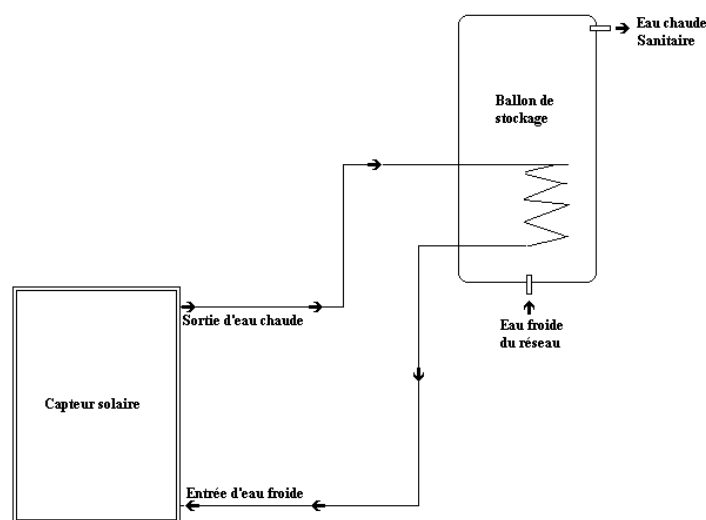 Eau chaude
Sanitaire
Ballon de
stockage
Sortie d'eau chaude
Eau froide
du réseau
Capteur solaire
Entrée d'eau froide